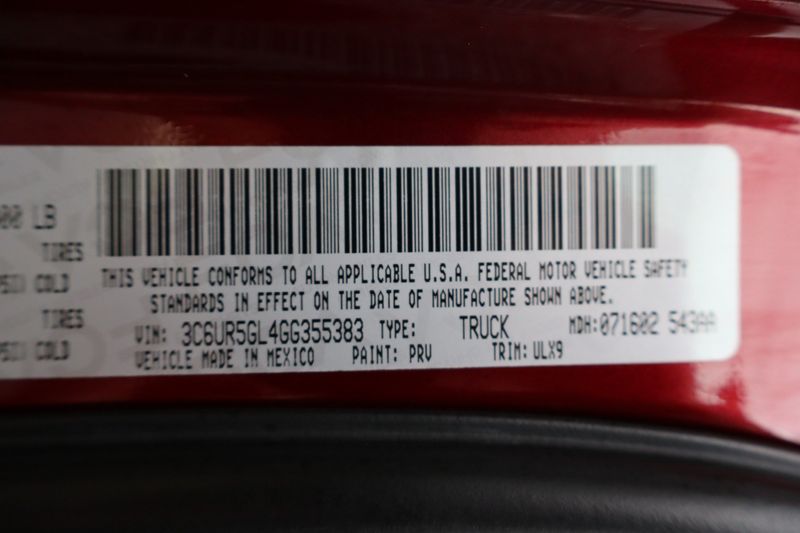 00 LB
TIRES
PSI) COLD
TIRES
PSI) COLD
THIS VEHICLE CONFORMS TO ALL APPLICABLE U.S.A. FEDERAL MOTOR VEHICLE SAFETY
STANDARDS IN EFFECT ON THE DATE OF MANUFACTURE SHOWN ABOVE.
VIN: 3C6UR5GL4GG355383 TYPE: TRUCK MDH:071602 543AA
VEHICLE MADE IN MEXICO PAINT: PRV TRIM: ULX9